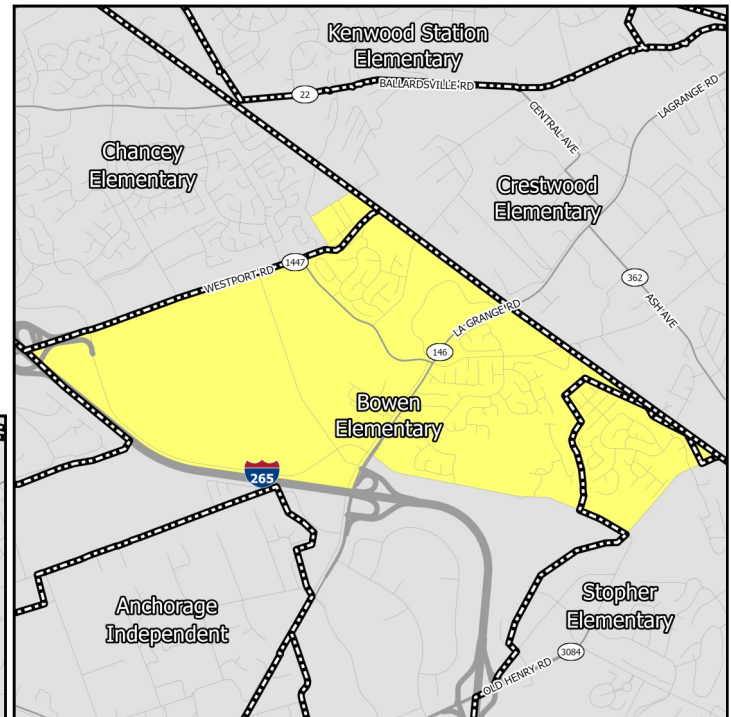 Kenwood Station
Elementary
BALLARDSVILLE RD
22
CENTRAL AVE
LAGRANGE RD
Chancey
Elementary
Crestwood
Elementary
WESTPORT RD
1447
362
ASH AVE
LA GRANGE RD
146
Bowen
Elementary
265
Anchorage
Independent
Stopher
Elementary
3084
OLD HENRY RD